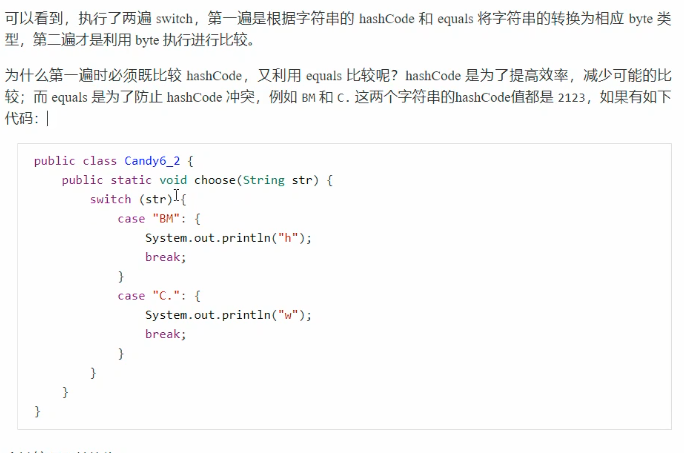 可以看到，执行了两遍 switch，第一遍是根据字符串的 hashCode 和 equals 将字符串的转换为相应 byte 类
型，第二遍才是利用 byte 执行进行比较。
为什么第一遍时必须既比较 hashCode，又利用 equals 比较呢？hashCode 是为了提高效率，减少可能的比
较；而 equals 是为了防止 hashCode 冲突，例如 BM 和 C. 这两个字符串的hashCode值都是 2123，如果有如下
代码：
public class Candy6_2 {
    public static void choose(String str) {
        switch (str) {
            case "BM": {
                System.out.println("h");
                break;
            }
            case "C.": {
                System.out.println("w");
                break;
            }
        }
    }
}